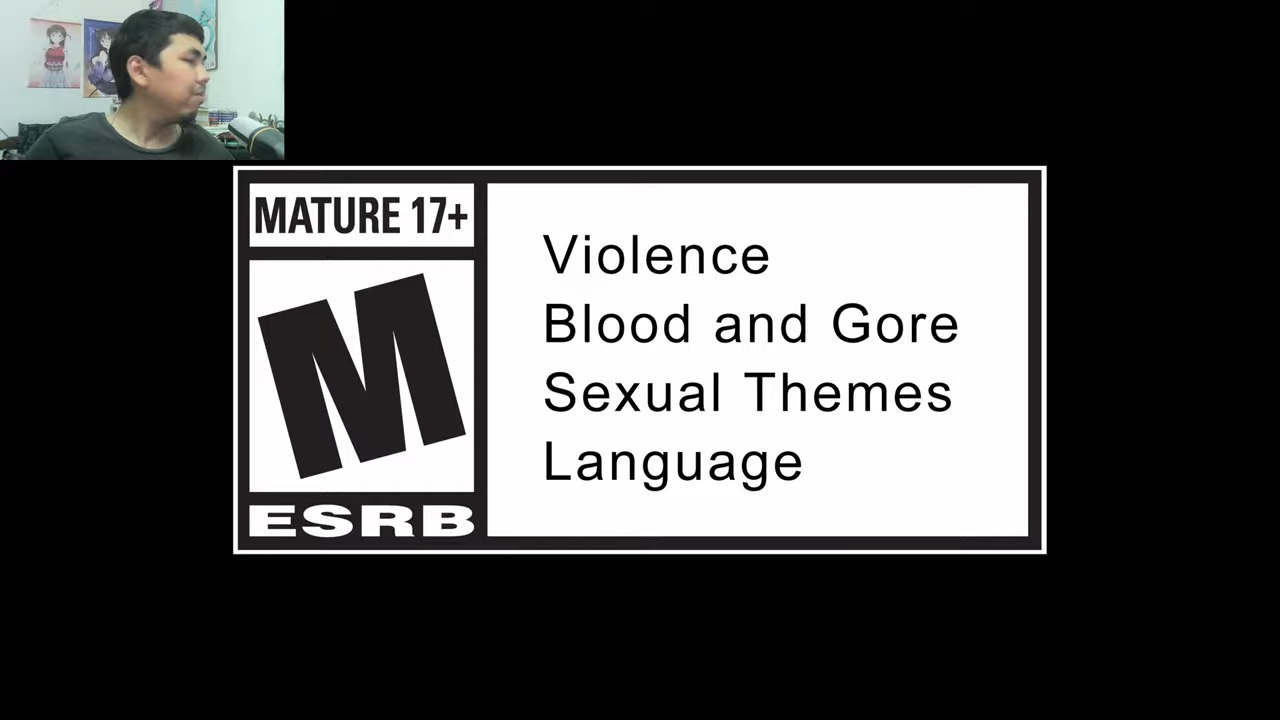 MATURE 17+
M
ESRB
Violence
Blood and Gore
Sexual Themes
Language